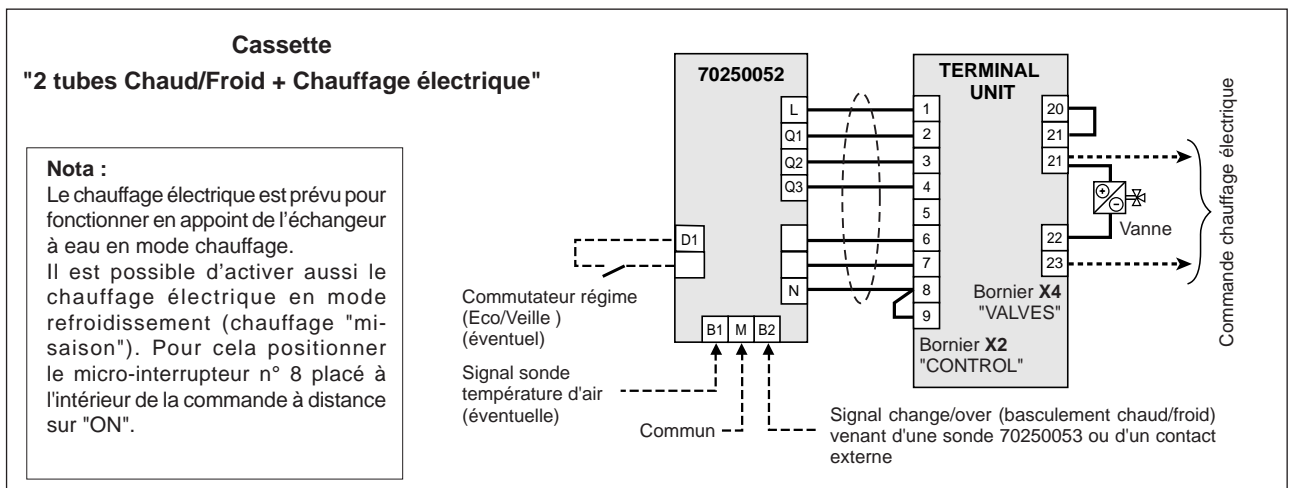 Cassette
"2 tubes Chaud/Froid + Chauffage électrique"
Nota :
Le chauffage électrique est prévu pour
fonctionner en appoint de l'échangeur
à eau en mode chauffage.
Il est possible d'activer aussi le
chauffage électrique en mode
refroidissement (chauffage "mi-
saison"). Pour cela positionner
le micro-interrupteur n° 8 placé à
l'intérieur de la commande à distance
sur "ON".
70250052
L
Q1
Q2
Q3
D1
N
B1 M B2
Commutateur régime
(Eco/Veille )
(éventuel)
Signal sonde
température d'air
(éventuelle)
Commun
TERMINAL
UNIT
1
2
3
4
5
6
7
8
9
20
21
21
22
23
Vanne
Bornier X4
"VALVES"
Bornier X2
"CONTROL"
Commande chauffage électrique
Signal change/over (basculement chaud/froid)
venant d'une sonde 70250053 ou d'un contact
externe